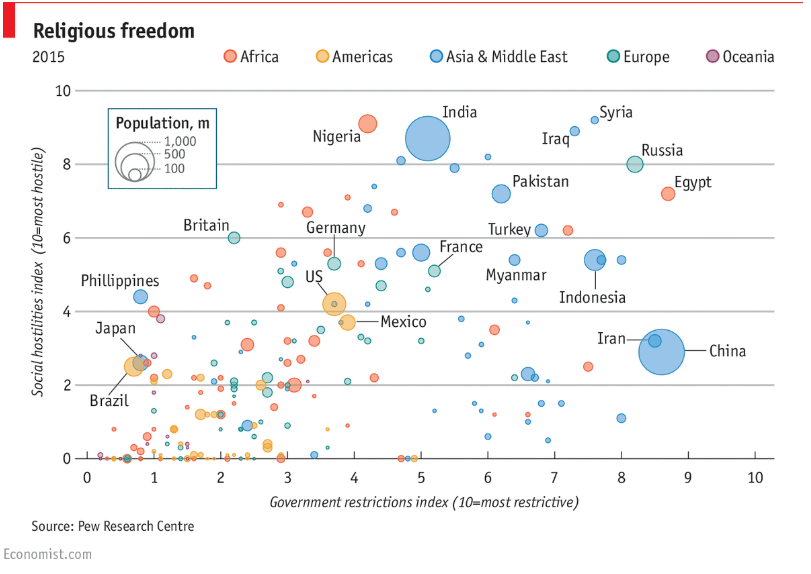 Religious freedom
2015
Africa
Americas
Asia & Middle East
Europe
Oceania
Social hostilities index (10=most hostile)
10
8
6
4
2
0
Population, m
1,000
500
100
India
Nigeria
Syria
Iraq
Russia
Pakistan
Egypt
Britain
Germany
Turkey
France
Myanmar
Phillippines
US
Indonesia
Japan
Mexico
Iran
China
Brazil
0 1 2 3 4 5 6 7 8 9 10
Government restrictions index (10=most restrictive)
Source: Pew Research Centre
Economist.com